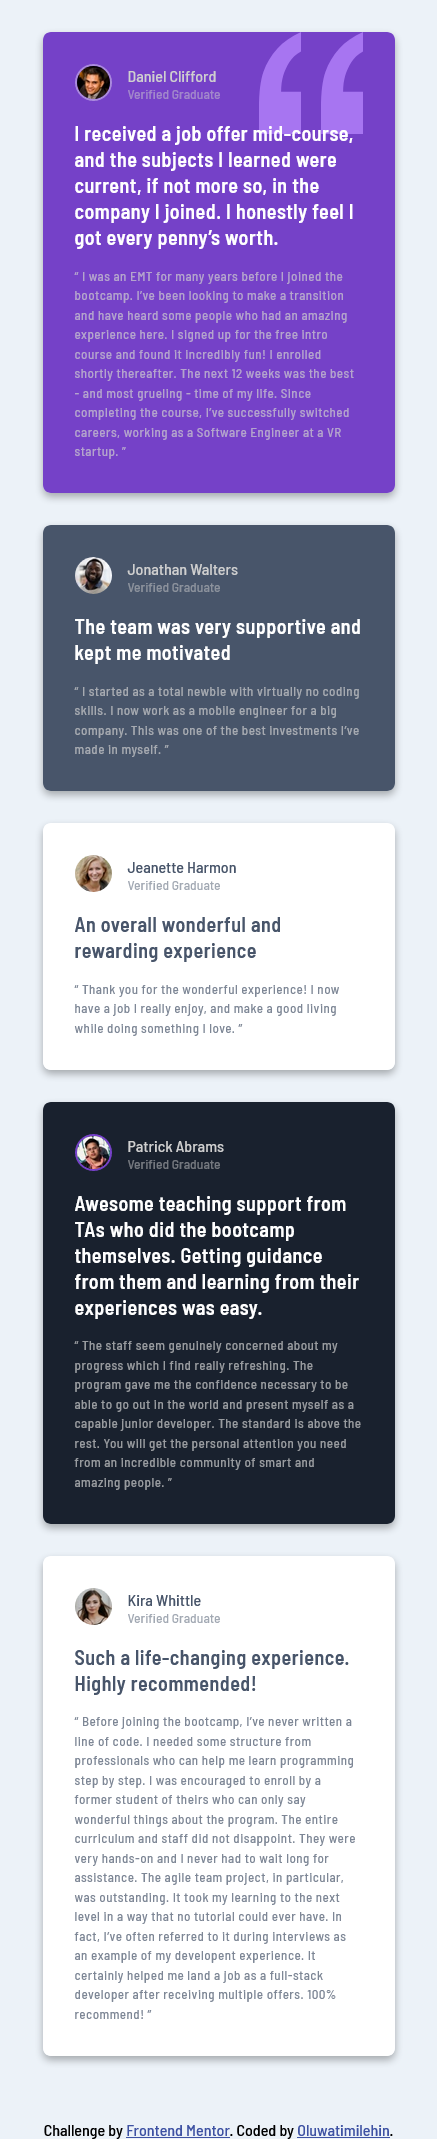 Daniel Clifford
Verified Graduate
I received a job offer mid-course,
and the subjects I learned were
current, if not more so, in the
company I joined. I honestly feel I
got every penny’s worth.
“ I was an EMT for many years before I joined the
bootcamp. I’ve been looking to make a transition
and have heard some people who had an amazing
experience here. I signed up for the free intro
course and found it incredibly fun! I enrolled
shortly thereafter. The next 12 weeks was the best
- and most grueling - time of my life. Since
completing the course, I’ve successfully switched
careers, working as a Software Engineer at a VR
startup. ”
Jonathan Walters
Verified Graduate
The team was very supportive and
kept me motivated
“ I started as a total newbie with virtually no coding
skills. I now work as a mobile engineer for a big
company. This was one of the best investments I’ve
made in myself. ”
Jeanette Harmon
Verified Graduate
An overall wonderful and
rewarding experience
“ Thank you for the wonderful experience! I now
have a job I really enjoy, and make a good living
while doing something I love. ”
Patrick Abrams
Verified Graduate
Awesome teaching support from
TAs who did the bootcamp
themselves. Getting guidance
from them and learning from their
experiences was easy.
“ The staff seem genuinely concerned about my
progress which I find really refreshing. The
program gave me the confidence necessary to be
able to go out in the world and present myself as a
capable junior developer. The standard is above the
rest. You will get the personal attention you need
from an incredible community of smart and
amazing people. ”
Kira Whittle
Verified Graduate
Such a life-changing experience.
Highly recommended!
“ Before joining the bootcamp, I’ve never written a
line of code. I needed some structure from
professionals who can help me learn programming
step by step. I was encouraged to enroll by a
former student of theirs who can only say
wonderful things about the program. The entire
curriculum and staff did not disappoint. They were
very hands-on and I never had to wait long for
assistance. The agile team project, in particular,
was outstanding. It took my learning to the next
level in a way that no tutorial could ever have. In
fact, I’ve often referred to it during interviews as
an example of my developent experience. It
certainly helped me land a job as a full-stack
developer after receiving multiple offers. 100%
recommend! ”
Challenge by Frontend Mentor. Coded by Oluwatimilehin.